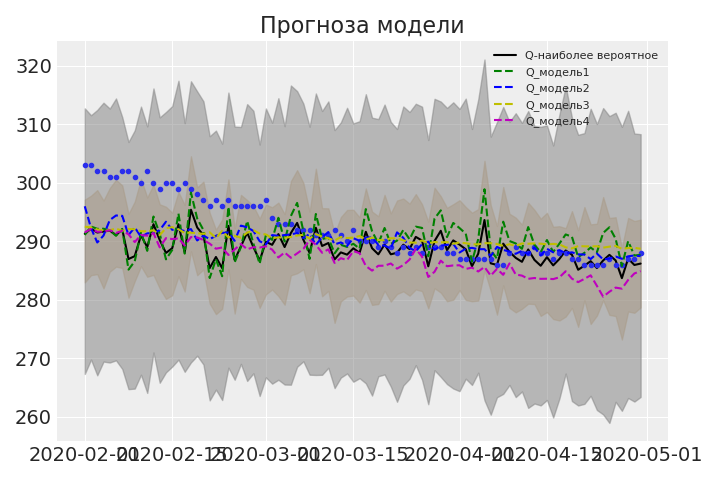 Прогноза модели
Q-наиболее вероятное
Q_модель1
Q_модель2
Q_модель3
Q_модель4
320
310
300
290
280
270
260
2020-02-01
2020-02-15
2020-03-01
2020-03-15
2020-04-01
2020-04-15
2020-05-01